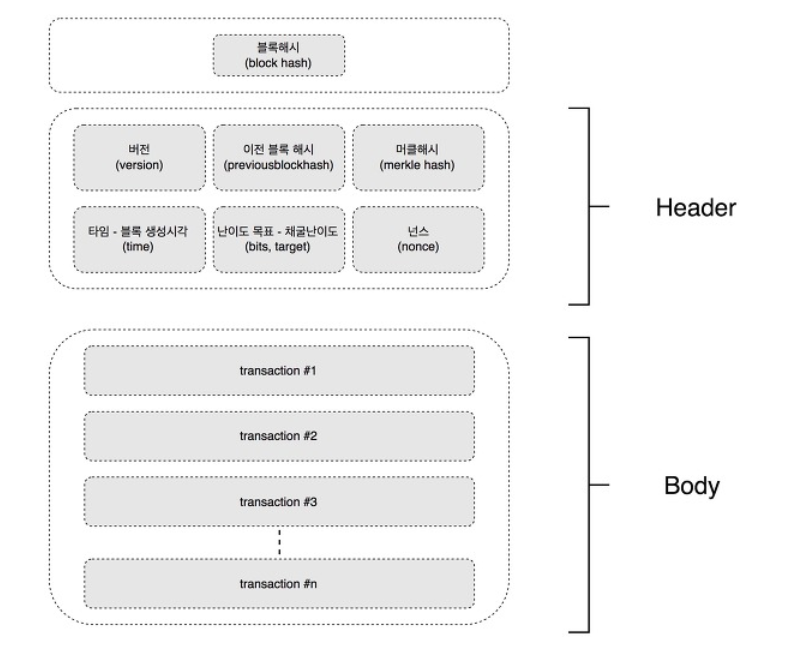 블록해시
(block hash)
버전
(version)
이전 블록 해시
(previousblockhash)
머클해시
(merkle hash)
타임 - 블록 생성시각
(time)
난이도 목표 - 채굴난이도
(bits, target)
넌스
(nonce)
Header
transaction #1
transaction #2
transaction #3
transaction #n
Body